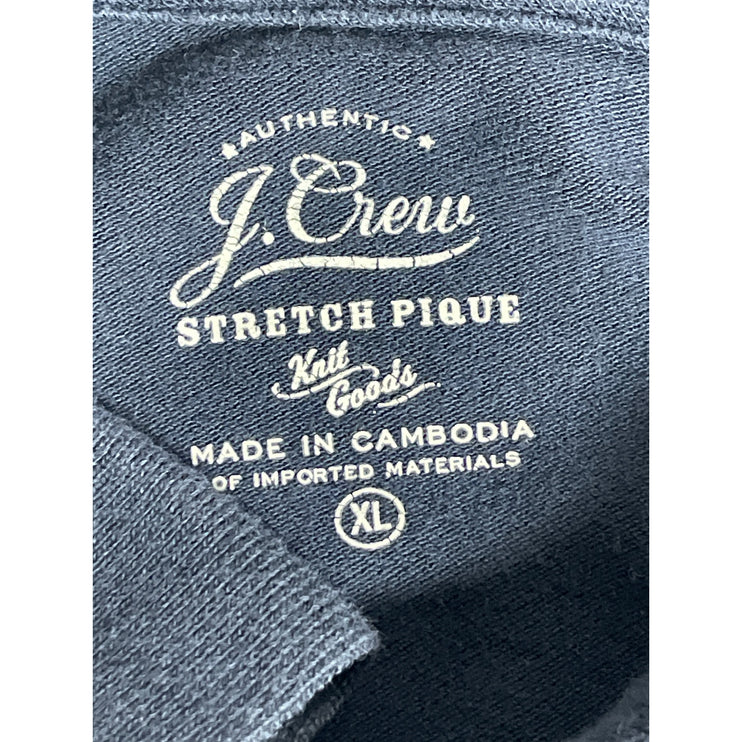 AUTHENTIC
J. Crew
STRETCH PIQUE
Knit
Goods
MADE IN CAMBODIA
OF IMPORTED MATERIALS
XL